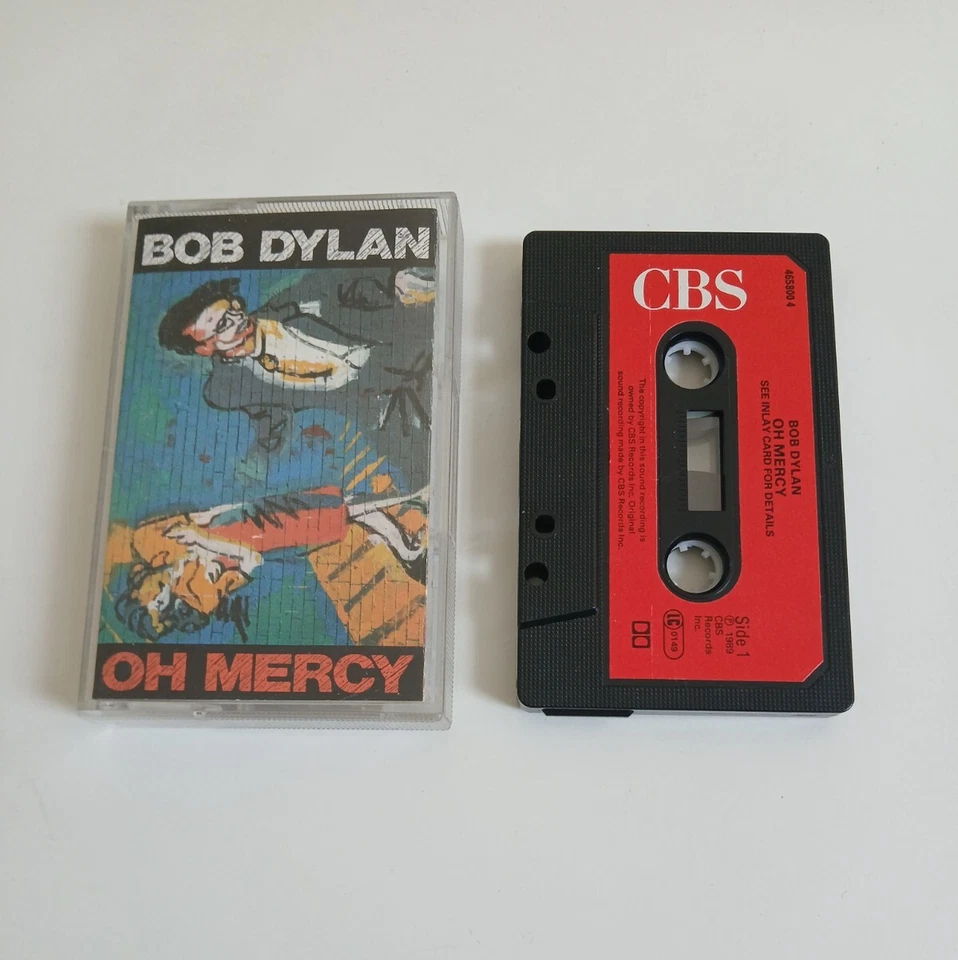 BOB DYLAN
OH MERCY
CBS
465800 4
BOB DYLAN
OH MERCY
SEE INLAY CARD FOR DETAILS
The copyright in this sound recording is
owned by CBS Records Inc. Original
sound recording made by CBS Records Inc.
Side 1
℗ 1989
CBS
Records
Inc.
IC 0149